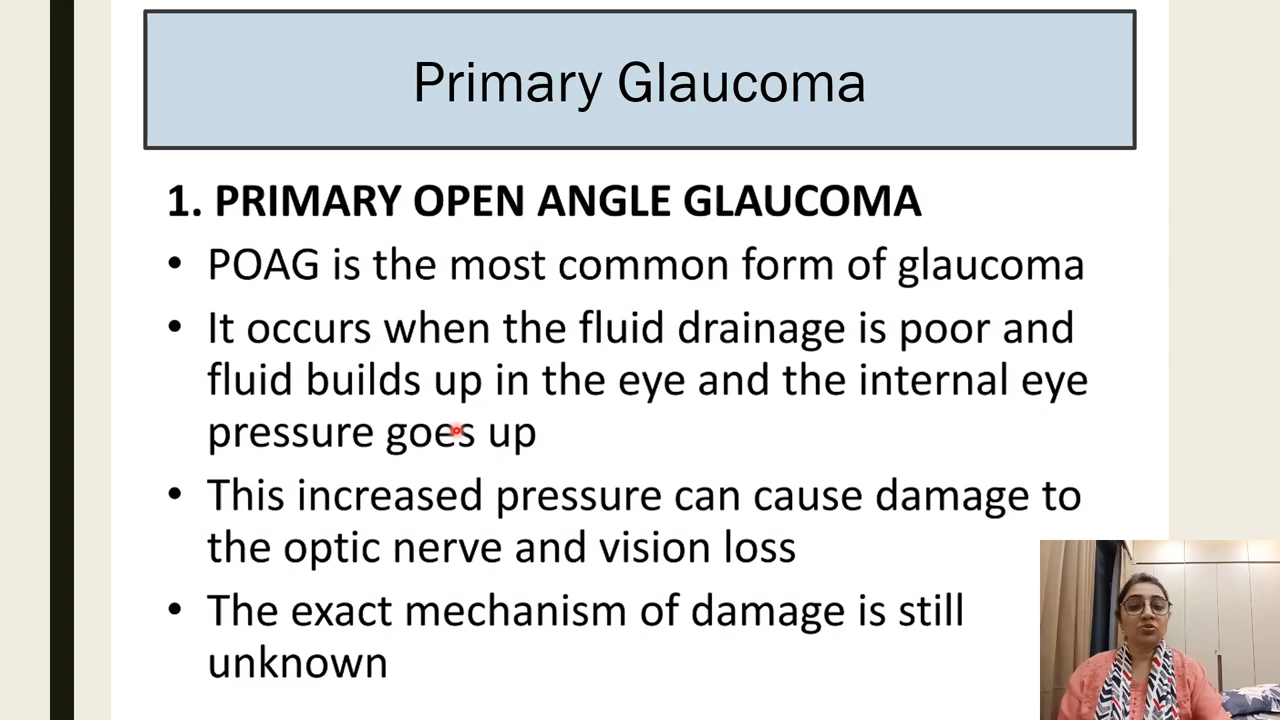 Primary Glaucoma
1. PRIMARY OPEN ANGLE GLAUCOMA
• POAG is the most common form of glaucoma
• It occurs when the fluid drainage is poor and
fluid builds up in the eye and the internal eye
pressure goes up
• This increased pressure can cause damage to
the optic nerve and vision loss
• The exact mechanism of damage is still
unknown